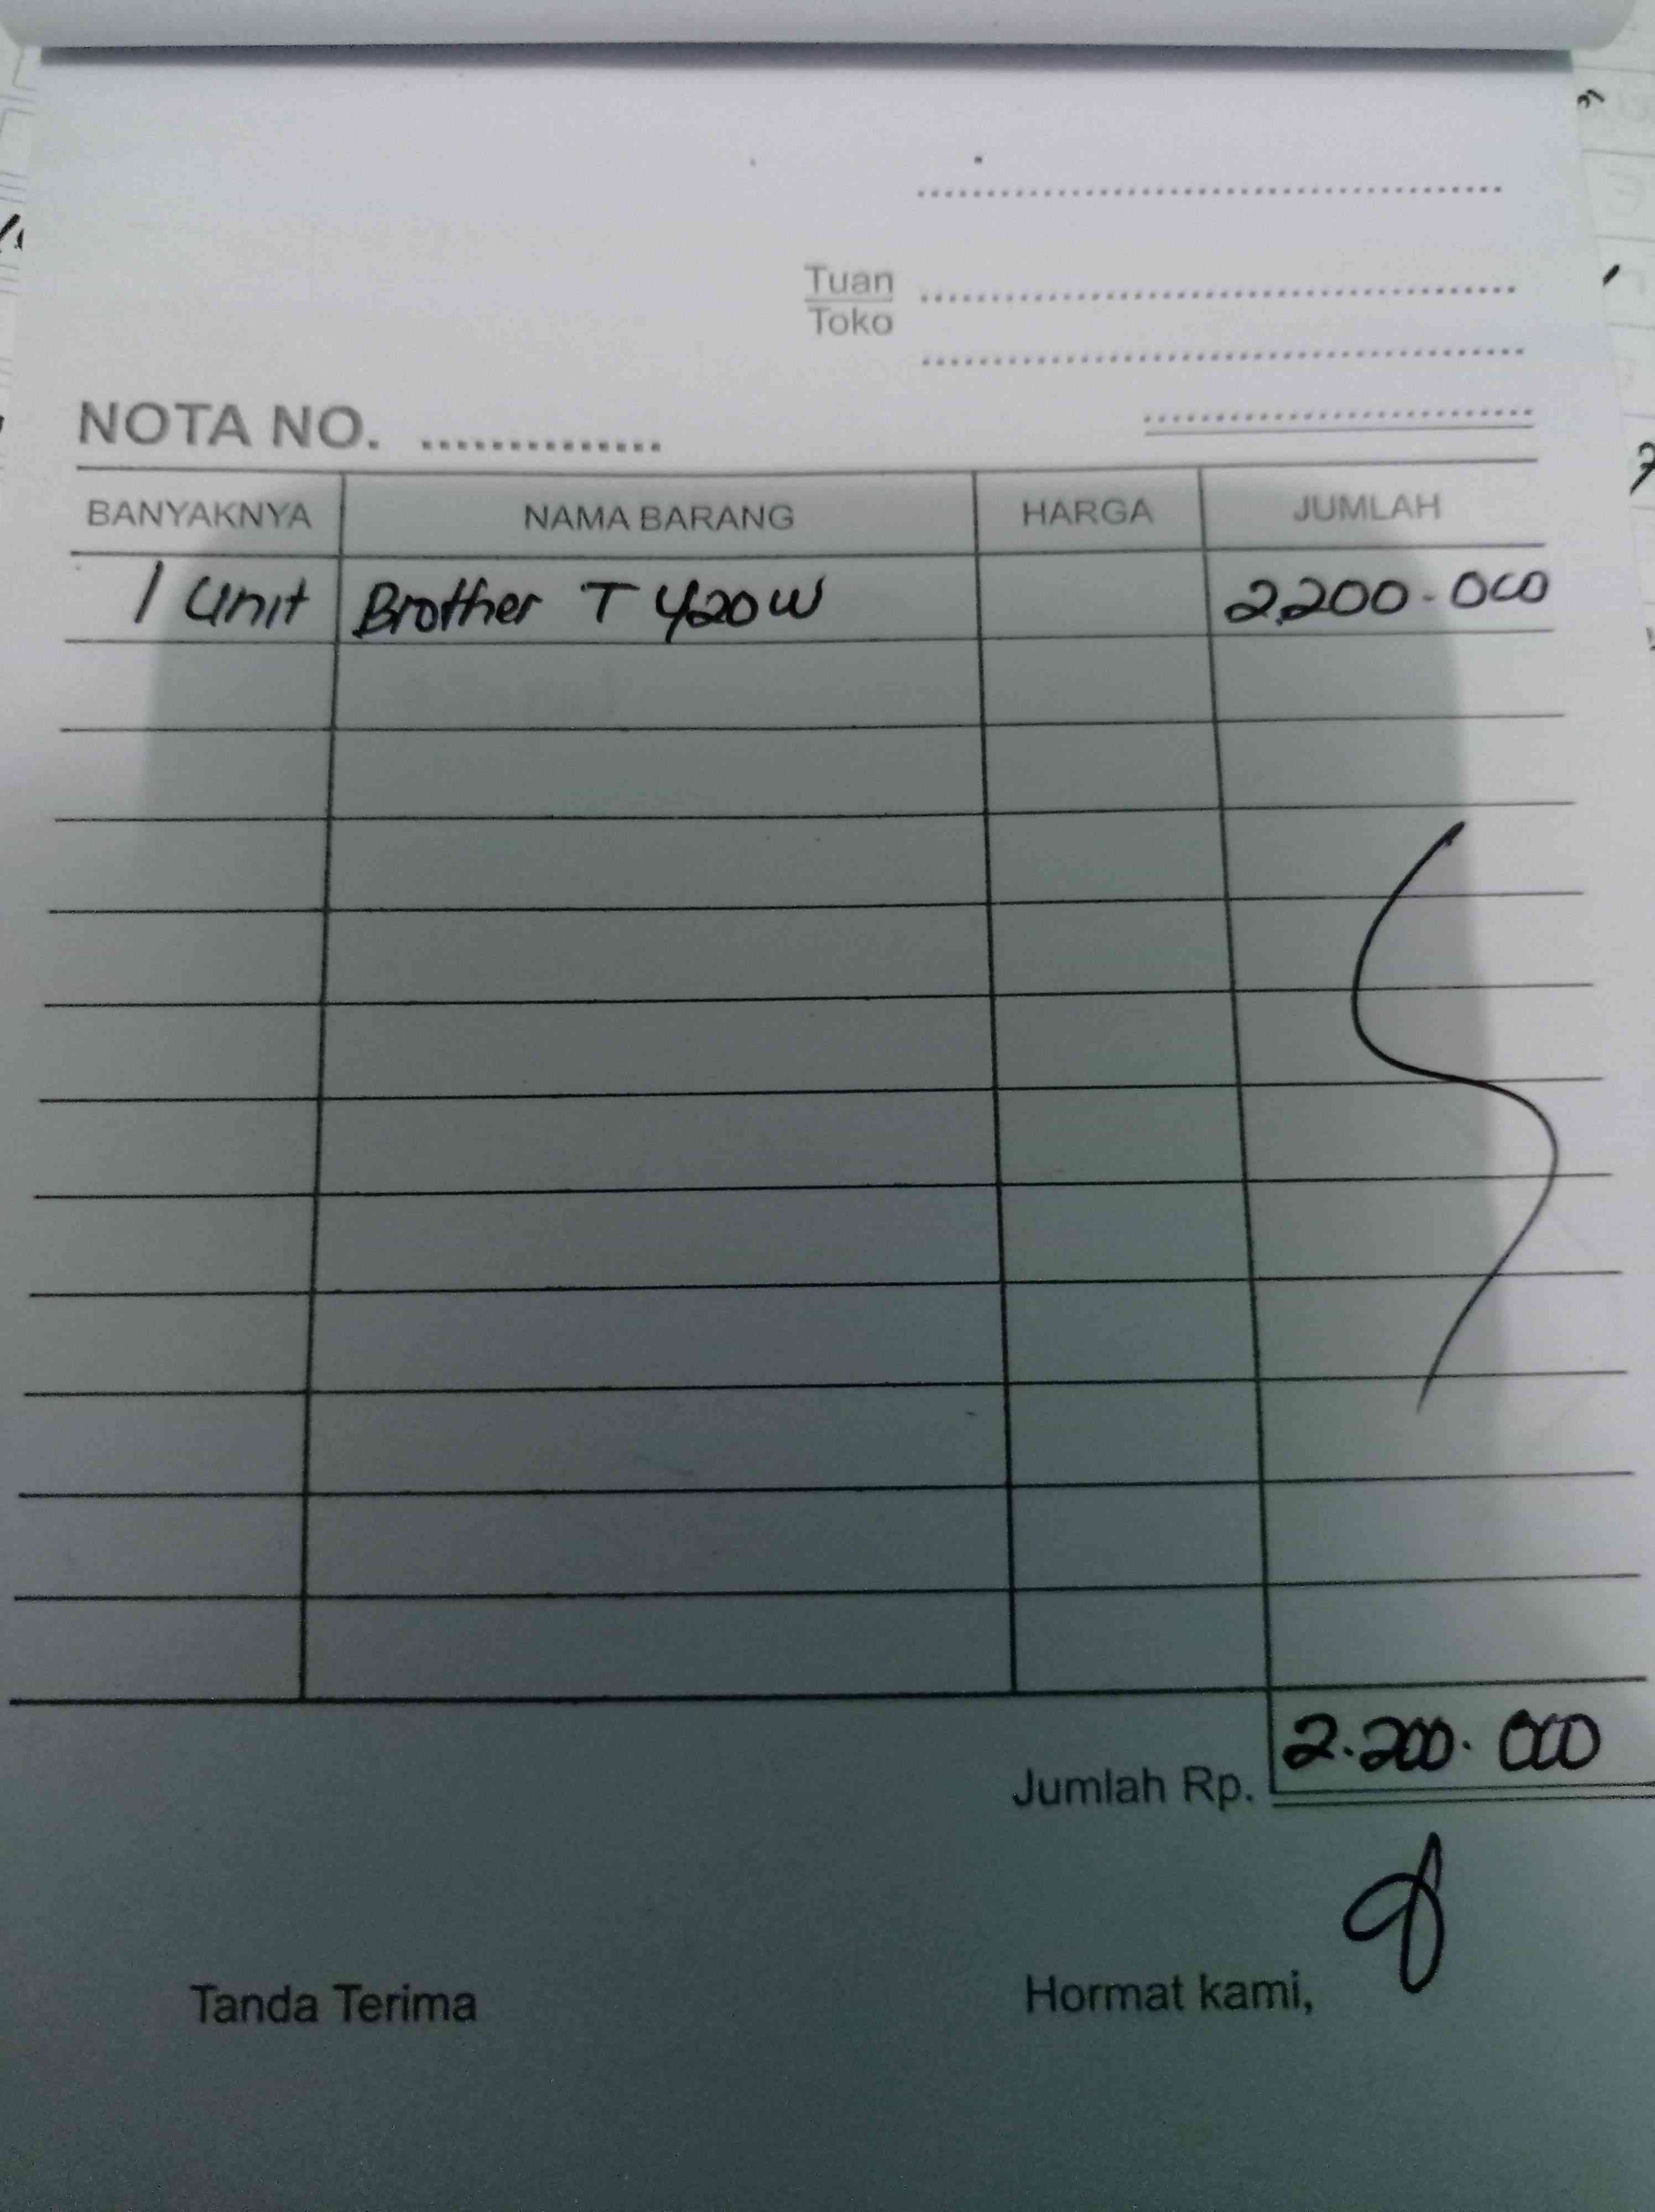 Tuan
Toko
NOTA NO. ..............
BANYAKNYA NAMA BARANG HARGA JUMLAH
1 Unit Brother T 420W 2.200.000
Jumlah Rp. 2.200.000
Tanda Terima Hormat kami,